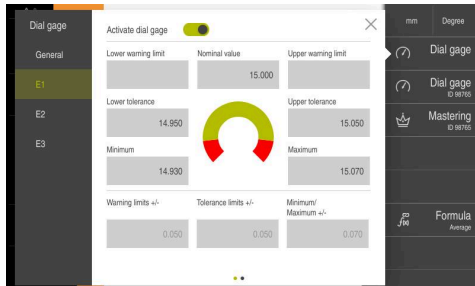 Dial gage
General
E1
E2
E3
Activate dial gage
Lower warning limit
Nominal value
Upper warning limit
15.000
Lower tolerance
Upper tolerance
14.950
15.050
Minimum
Maximum
14.930
15.070
Warning limits +/-
Tolerance limits +/-
Minimum/
Maximum +/-
0.050
0.050
0.070
mm
Degree
Dial gage
Dial gage
ID 98765
Mastering
ID 98765
f(x)
Formula
Average